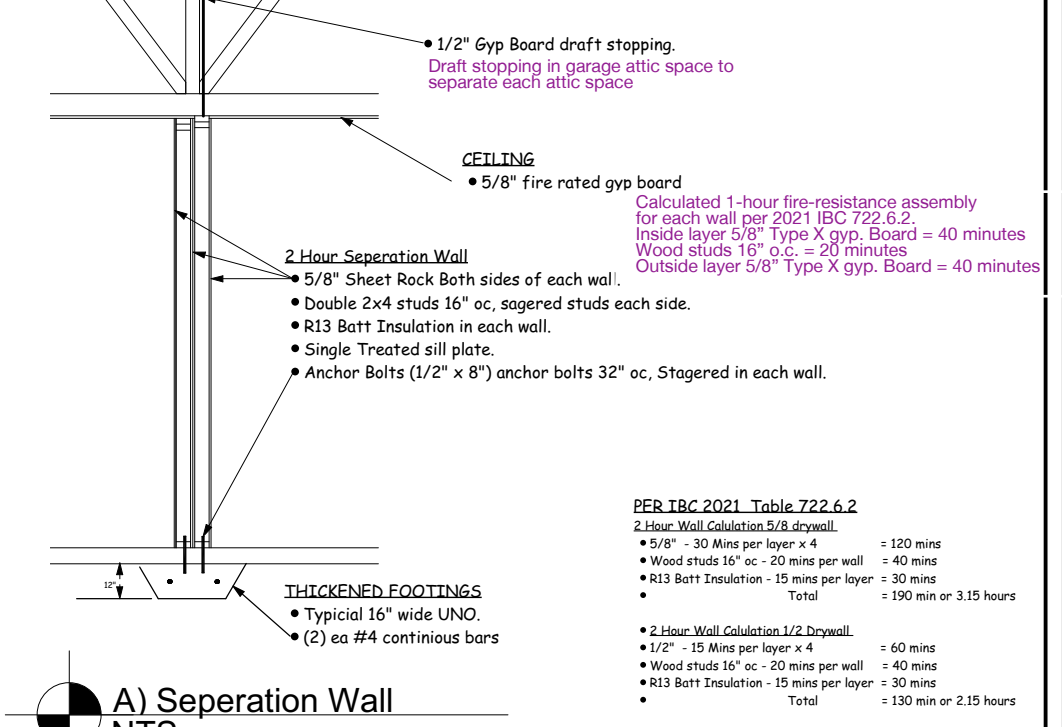 1/2" Gyp Board draft stopping.
Draft stopping in garage attic space to
separate each attic space
CEILING
5/8" fire rated gyp board
Calculated 1-hour fire-resistance assembly
for each wall per 2021 IBC 722.6.2.
Inside layer 5/8” Type X gyp. Board = 40 minutes
Wood studs 16” o.c. = 20 minutes
Outside layer 5/8” Type X gyp. Board = 40 minutes
2 Hour Seperation Wall
5/8" Sheet Rock Both sides of each wall.
Double 2x4 studs 16" oc, sagered studs each side.
R13 Batt Insulation in each wall.
Single Treated sill plate.
Anchor Bolts (1/2" x 8") anchor bolts 32" oc, Stagered in each wall.
12"
THICKENED FOOTINGS
Typicial 16" wide UNO.
(2) ea #4 continious bars
PER IBC 2021 Table 722.6.2
2 Hour Wall Calulation 5/8 drywall
5/8" - 30 Mins per layer x 4 = 120 mins
Wood studs 16" oc - 20 mins per wall = 40 mins
R13 Batt Insulation - 15 mins per layer = 30 mins
Total = 190 min or 3.15 hours
2 Hour Wall Calulation 1/2 Drywall
1/2" - 15 Mins per layer x 4 = 60 mins
Wood studs 16" oc - 20 mins per wall = 40 mins
R13 Batt Insulation - 15 mins per layer = 30 mins
Total = 130 min or 2.15 hours
A) Seperation Wall
NTS